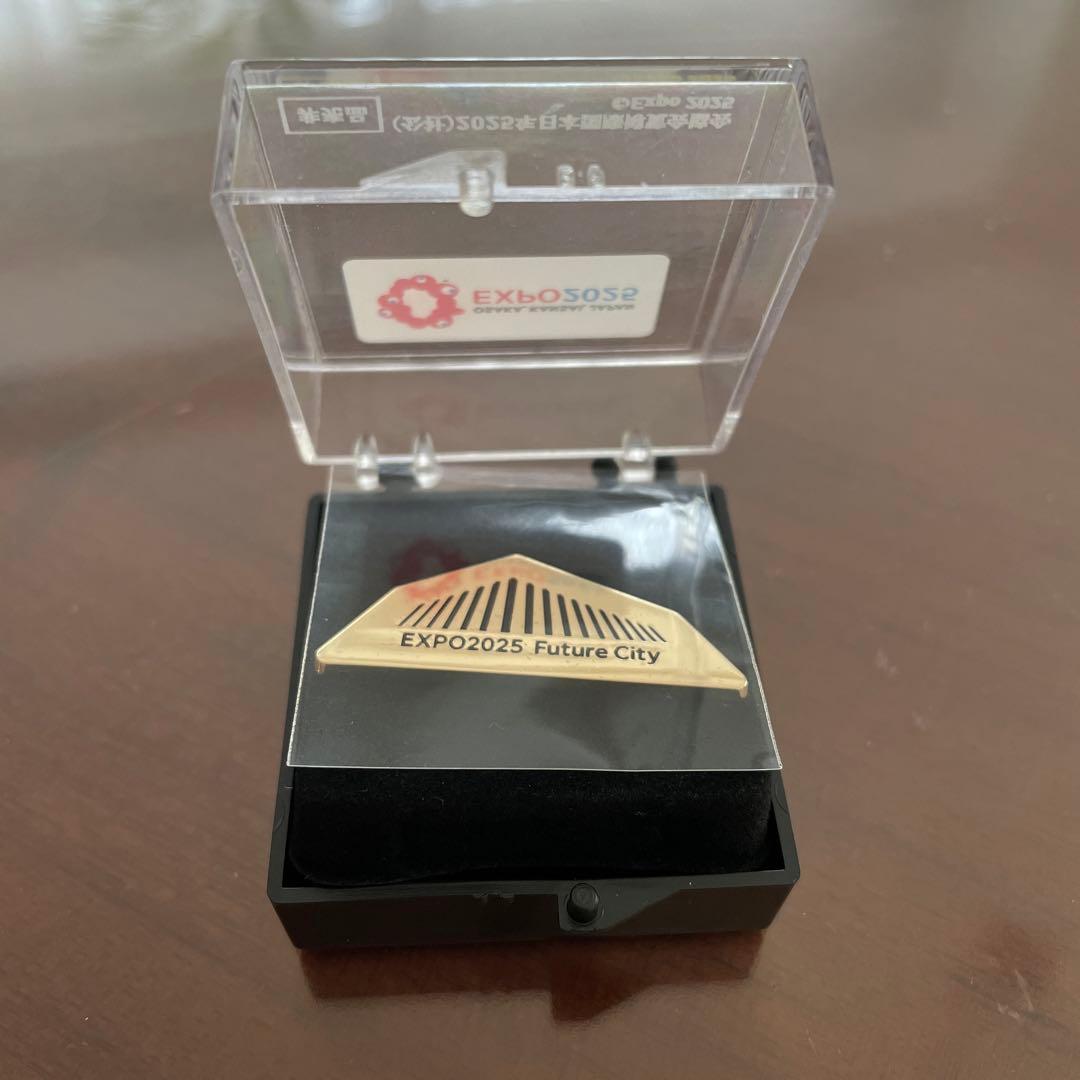 ©Expo 2025
非売品 (公社)2025年日本国際博覧会協会
EXPO2025
OSAKA, KANSAI, JAPAN
EXPO2025 Future City